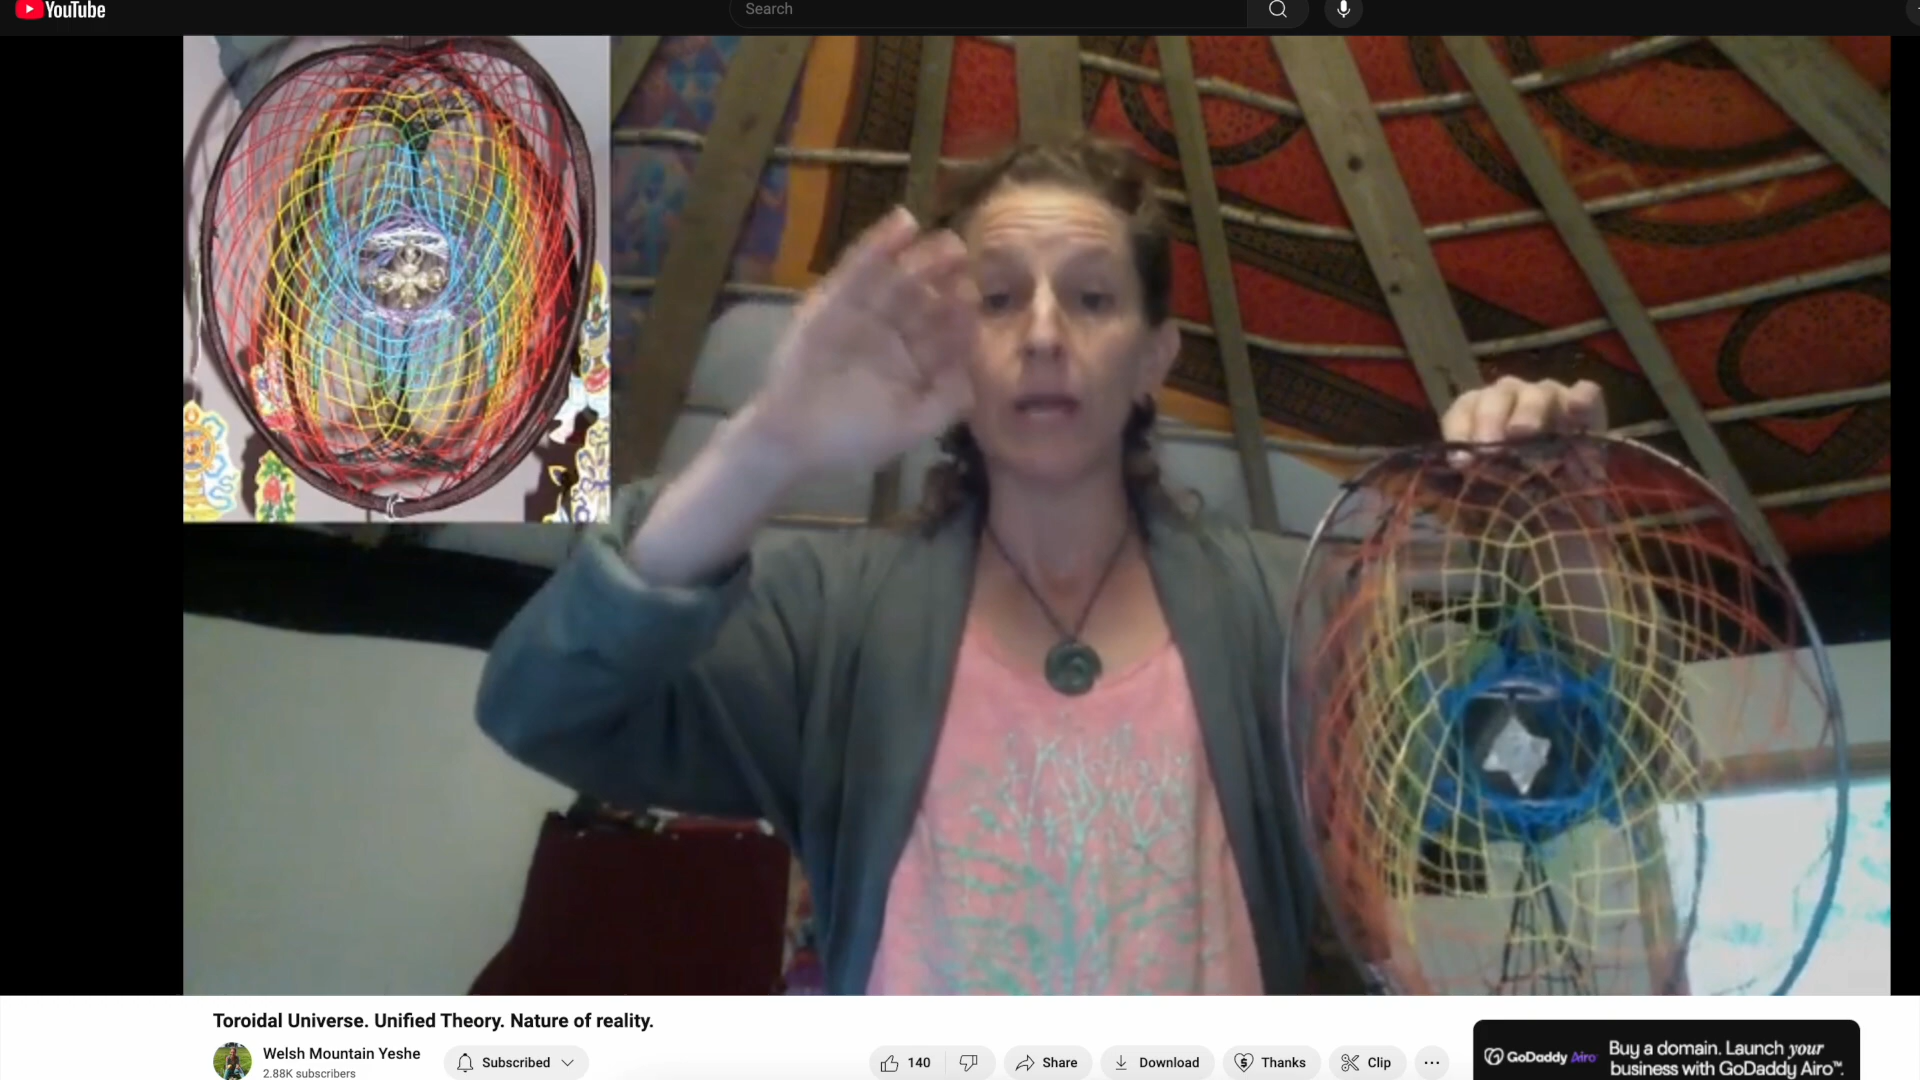 YouTube
Search
Toroidal Universe. Unified Theory. Nature of reality.
Welsh Mountain Yeshe
2.88K subscribers
Subscribed
140
Share
Download
Thanks
Clip
GoDaddy Airo
Buy a domain. Launch your
business with GoDaddy Airo™.